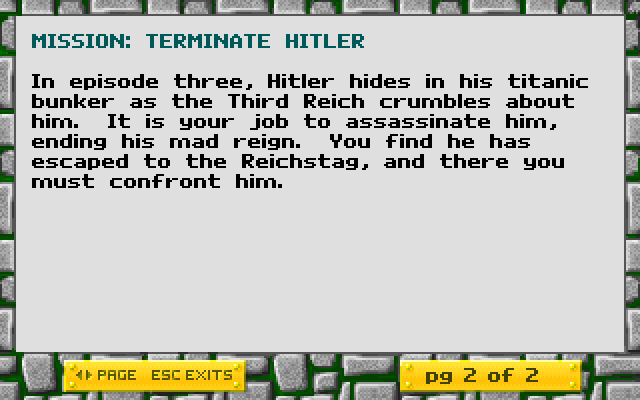 MISSION: TERMINATE HITLER
In episode three, Hitler hides in his titanic
bunker as the Third Reich crumbles about
him.  It is your job to assassinate him,
ending his mad reign.  You find he has
escaped to the Reichstag, and there you
must confront him.
PAGE ESC EXITS
pg 2 of 2